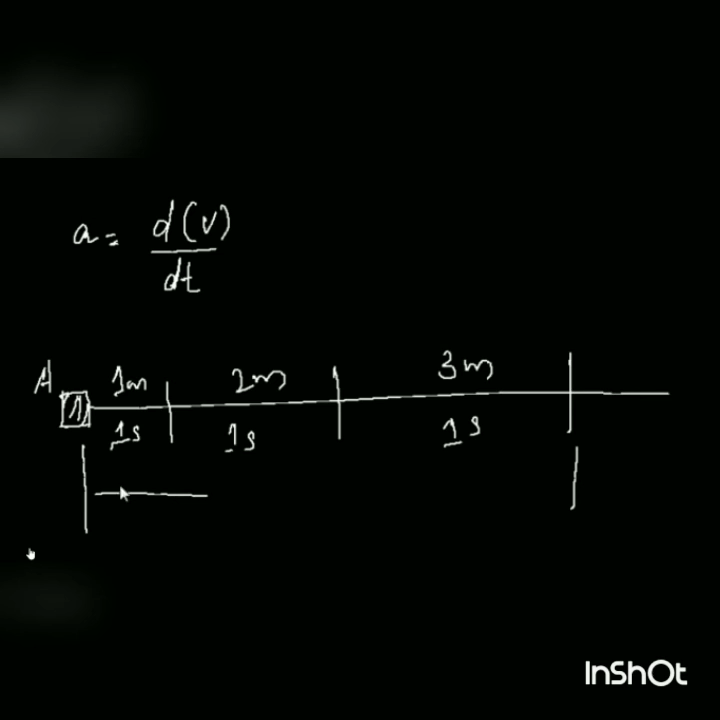 a = d(v)
dt
A 1m 2m 3m
1s 1s 1s
InShOt